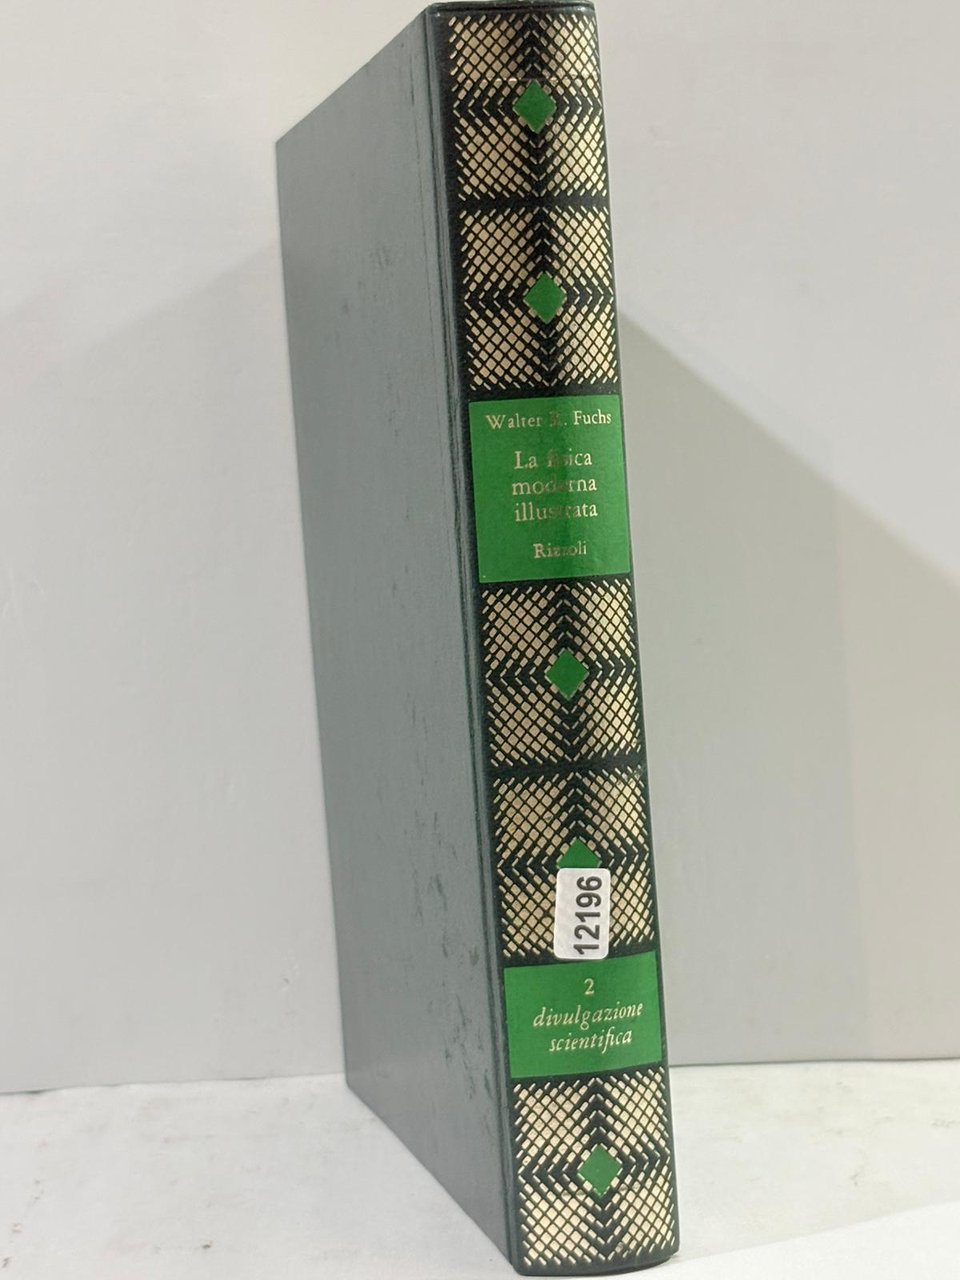 Walter R. Fuchs
La fisica
moderna
illustrata
Rizzoli
12196
2
divulgazione
scientifica